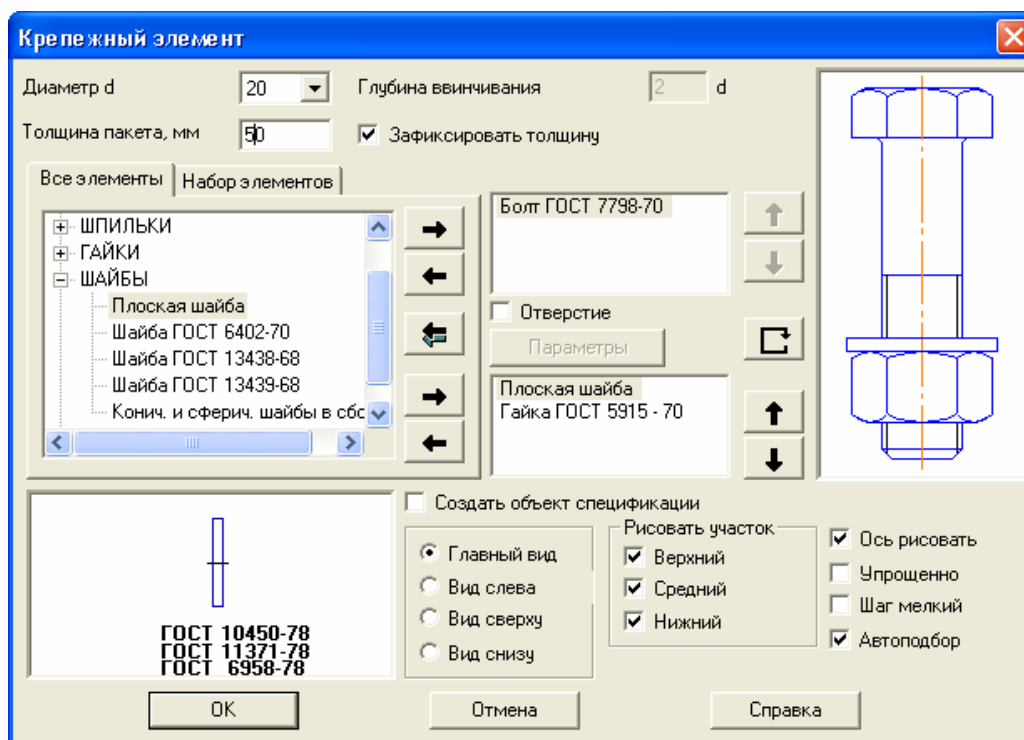 Крепежный элемент
Диаметр d 20 Глубина ввинчивания 2 d
Толщина пакета, мм 50 Зафиксировать толщину
Все элементы Набор элементов
ШПИЛЬКИ
ГАЙКИ
ШАЙБЫ
Плоская шайба
Шайба ГОСТ 6402-70
Шайба ГОСТ 13438-68
Шайба ГОСТ 13439-68
Конич. и сферич. шайбы в сбо
Болт ГОСТ 7798-70
Отверстие
Параметры
Плоская шайба
Гайка ГОСТ 5915 - 70
ГОСТ 10450-78
ГОСТ 11371-78
ГОСТ 6958-78
Создать объект спецификации
Главный вид
Вид слева
Вид сверху
Вид снизу
Рисовать участок
Верхний
Средний
Нижний
Ось рисовать
Упрощенно
Шаг мелкий
Автоподбор
OK Отмена Справка